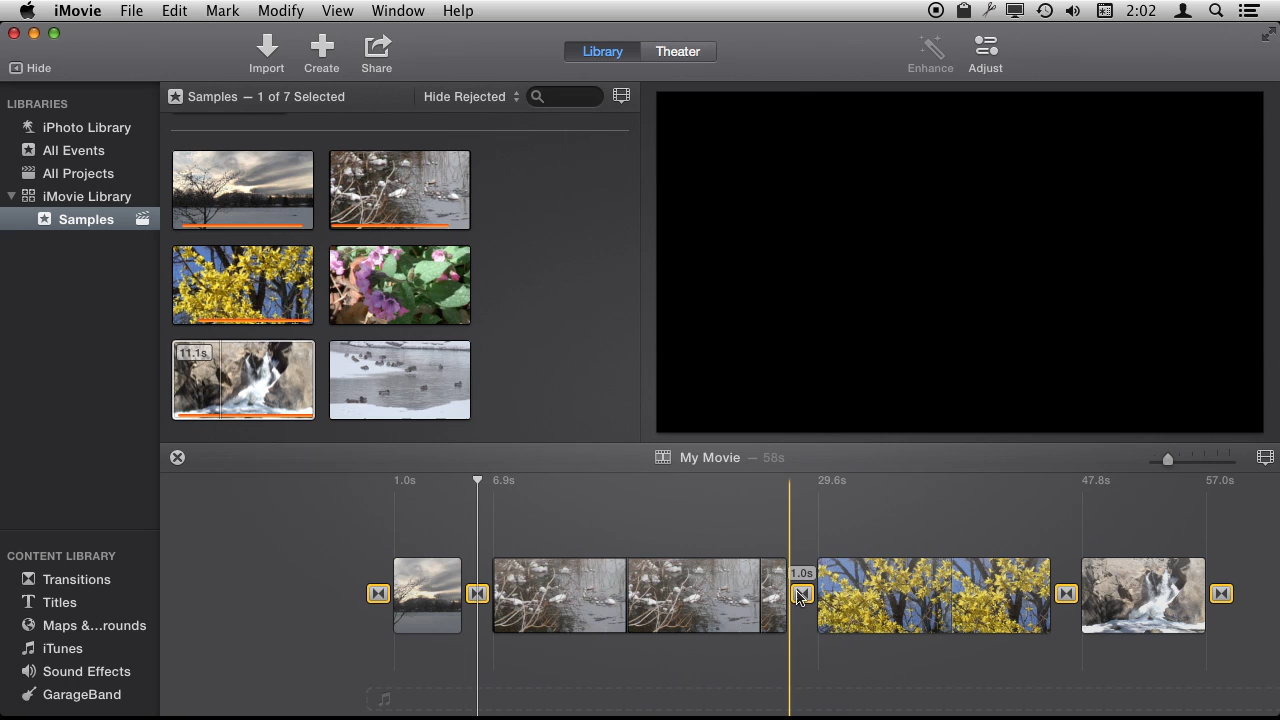 iMovie File Edit Mark Modify View Window Help 2:02
Hide Import Create Share Library Theater Enhance Adjust
LIBRARIES
iPhoto Library
All Events
All Projects
iMovie Library
Samples
Samples — 1 of 7 Selected Hide Rejected
11.1s
My Movie — 58s
1.0s 6.9s 29.6s 47.8s 57.0s
1.0s
CONTENT LIBRARY
Transitions
Titles
Maps &...rounds
iTunes
Sound Effects
GarageBand